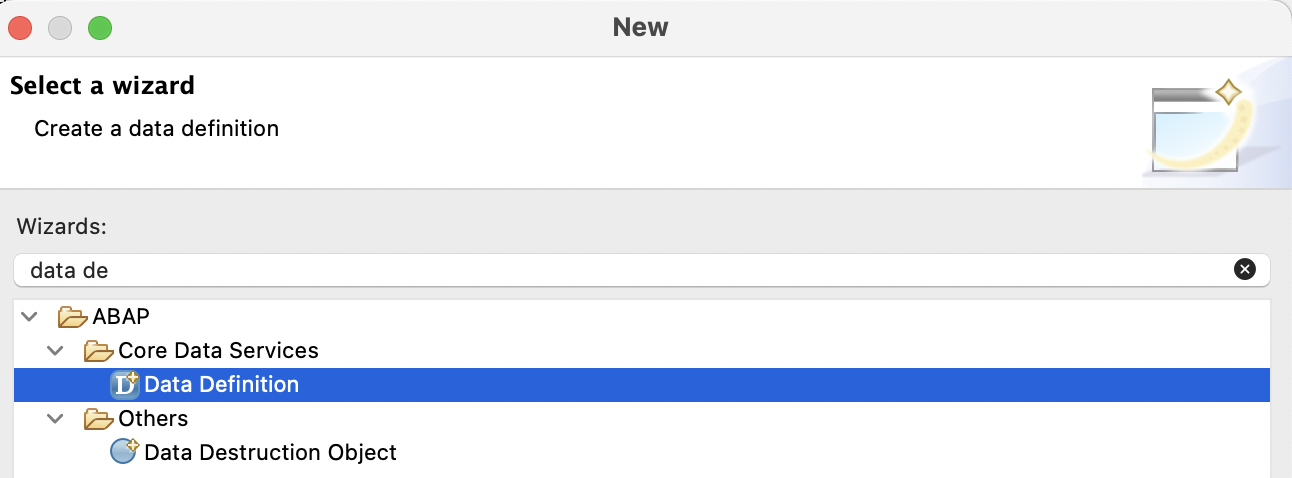 New
Select a wizard
Create a data definition
Wizards:
data de
ABAP
Core Data Services
D Data Definition
Others
Data Destruction Object